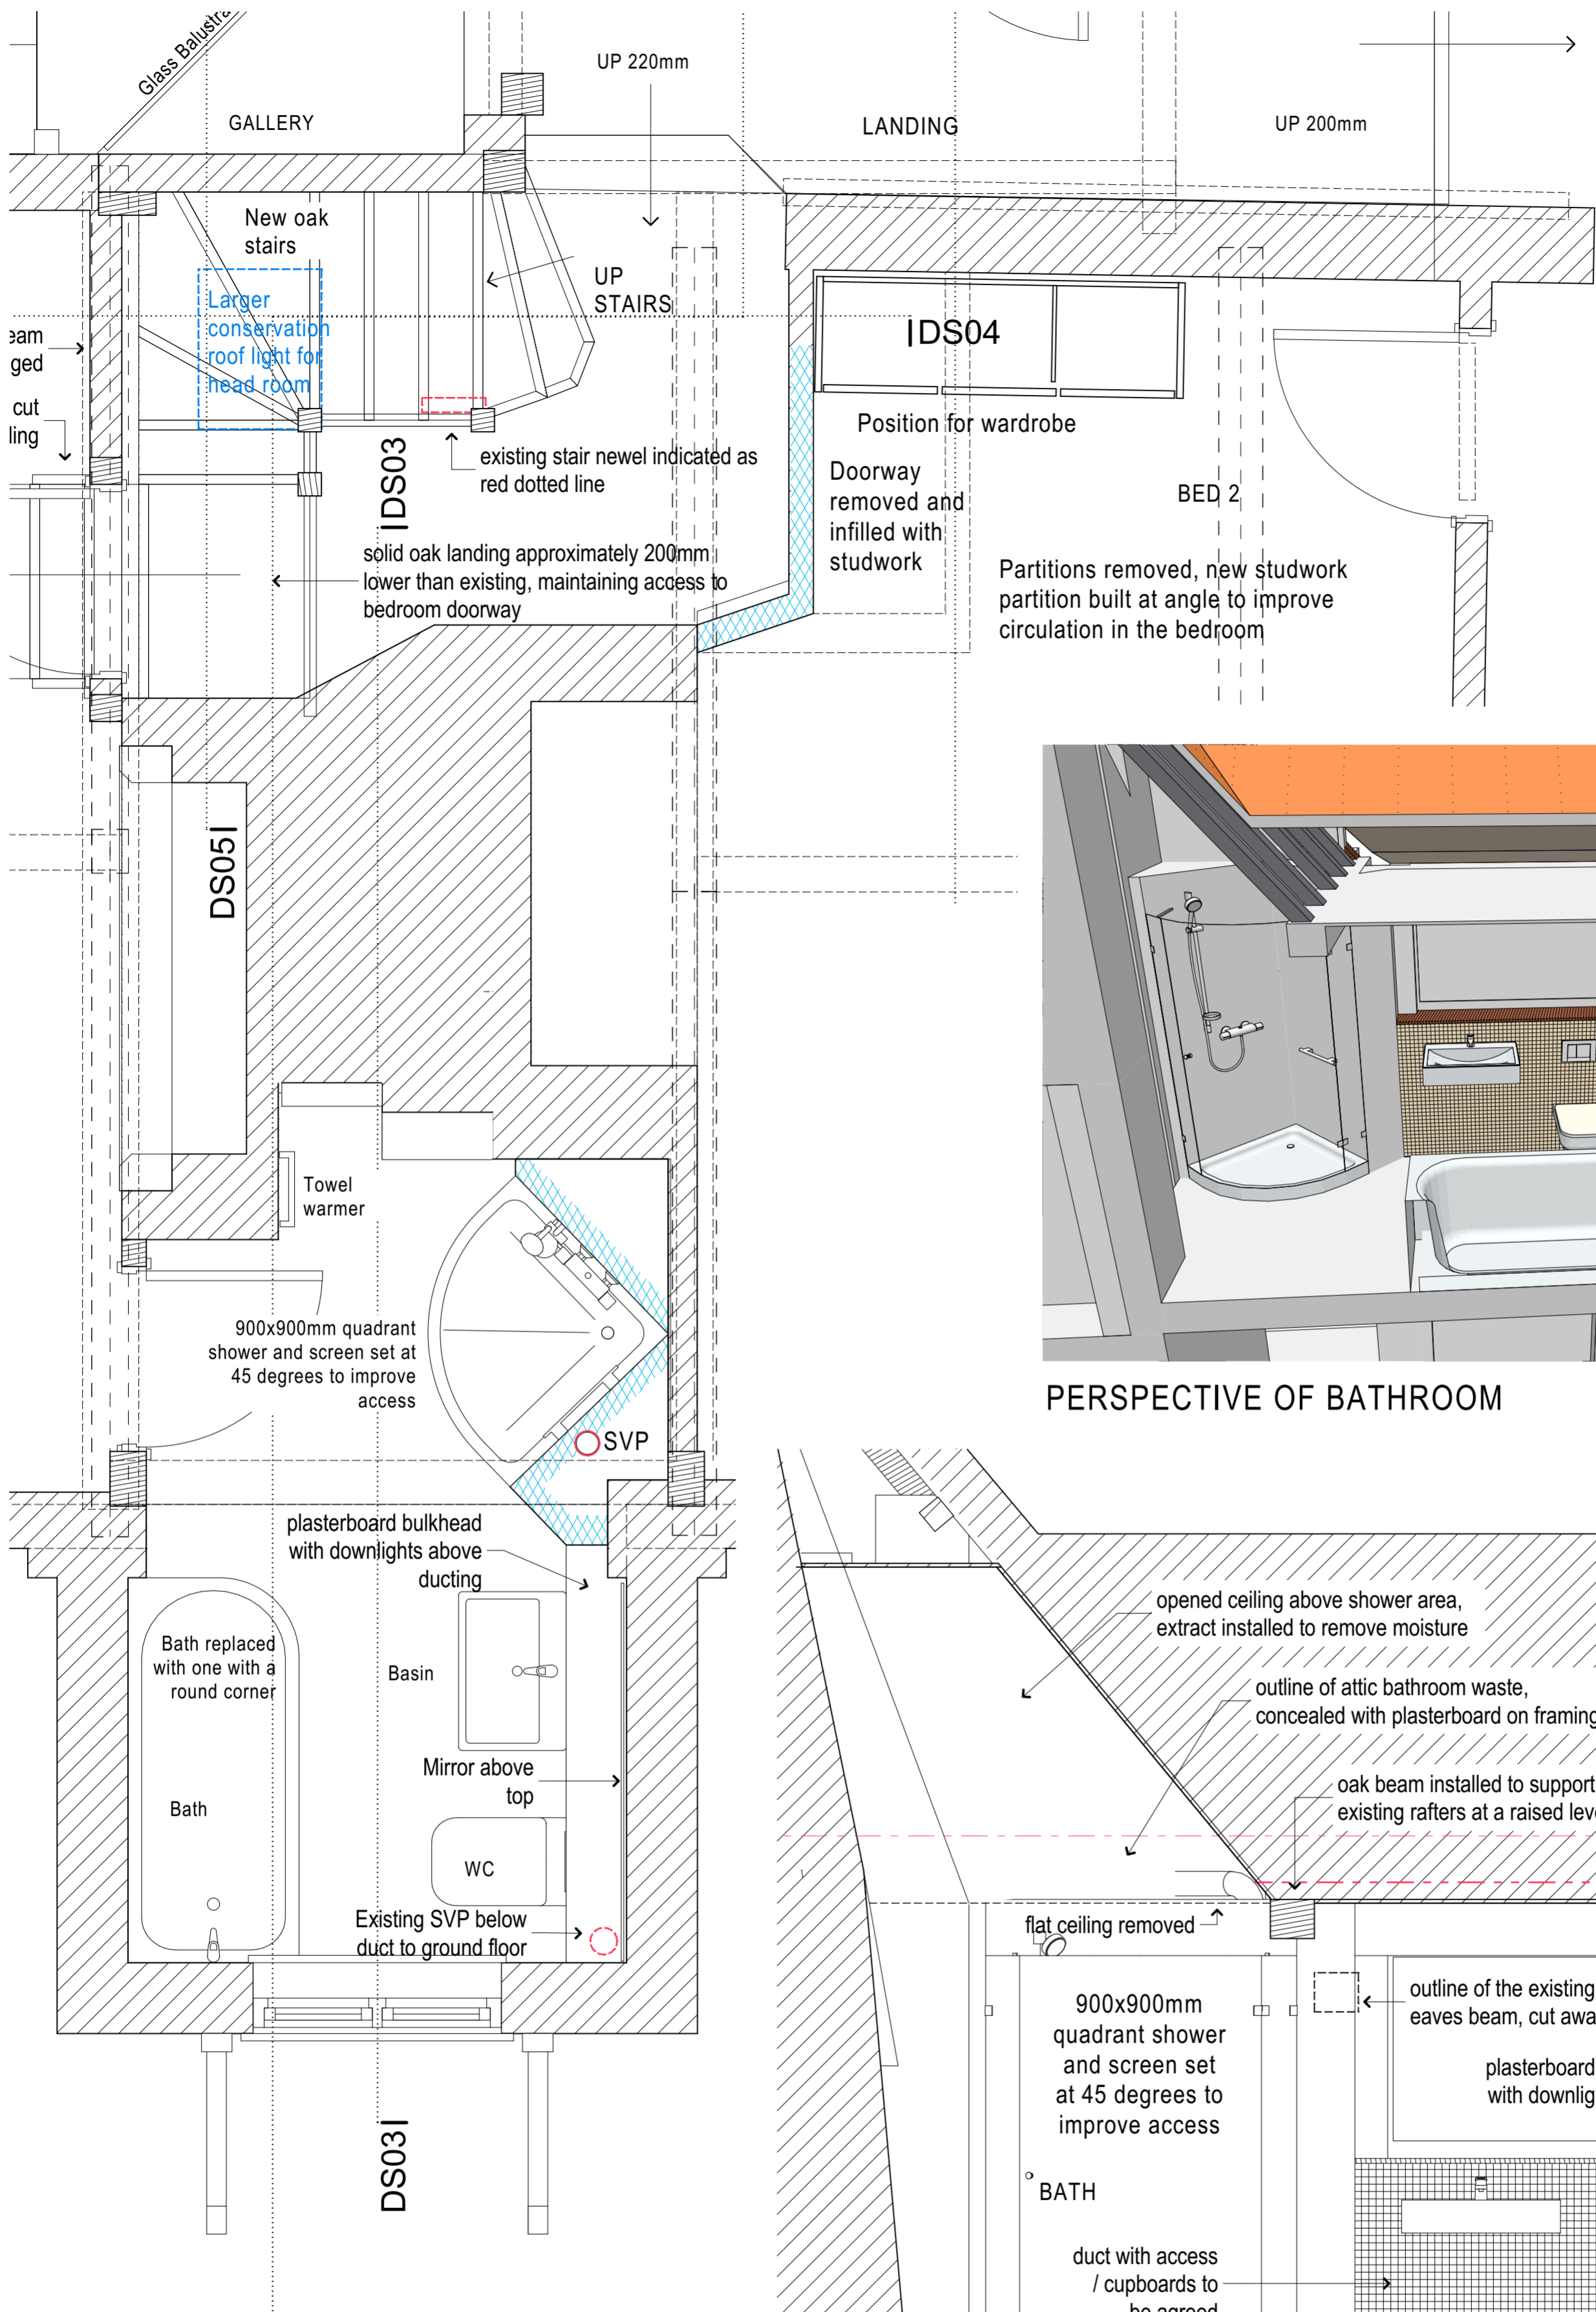 Glass Balustra
GALLERY
UP 220mm
LANDING
UP 200mm
New oak
stairs
Larger
conservation
roof light for
head room
UP
STAIRS
DS04
ged
cut
ling
Position for wardrobe
DS03
existing stair newel indicated as
red dotted line
Doorway
removed and
infilled with
studwork
BED 2
solid oak landing approximately 200mm
lower than existing, maintaining access to
bedroom doorway
Partitions removed, new studwork
partition built at angle to improve
circulation in the bedroom
DS05
Towel
warmer
900x900mm quadrant
shower and screen set at
45 degrees to improve
access
SVP
PERSPECTIVE OF BATHROOM
plasterboard bulkhead
with downlights above
ducting
Bath replaced
with one with a
round corner
Basin
Mirror above
top
Bath
WC
Existing SVP below
duct to ground floor
DS03
opened ceiling above shower area,
extract installed to remove moisture
outline of attic bathroom waste,
concealed with plasterboard on framing
oak beam installed to support
existing rafters at a raised lev
flat ceiling removed
900x900mm
quadrant shower
and screen set
at 45 degrees to
improve access
outline of the existing
eaves beam, cut awa
plasterboard
with downlig
BATH
duct with access
/ cupboards to
be agreed